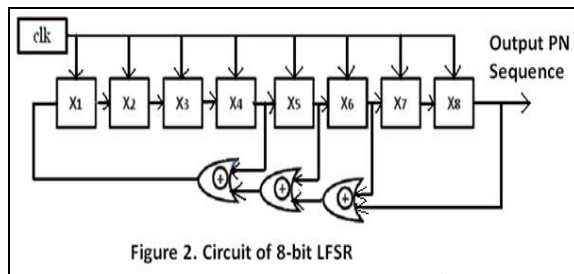 clk
Output PN
Sequence
X1 X2 X3 X4 X5 X6 X7 X8
+
+
+
Figure 2. Circuit of 8-bit LFSR